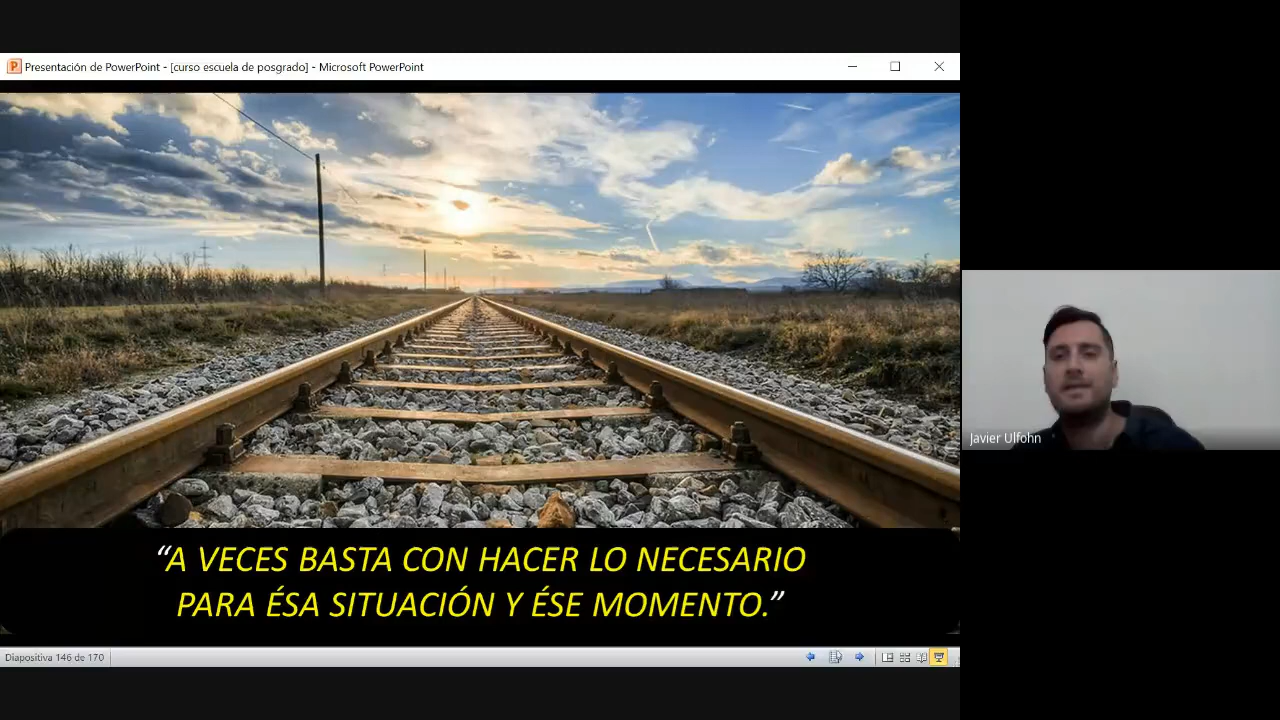 Presentación de PowerPoint - [curso escuela de posgrado] - Microsoft PowerPoint
“A VECES BASTA CON HACER LO NECESARIO
PARA ÉSA SITUACIÓN Y ÉSE MOMENTO.”
Javier Ulfohn
Diapositiva 146 de 170